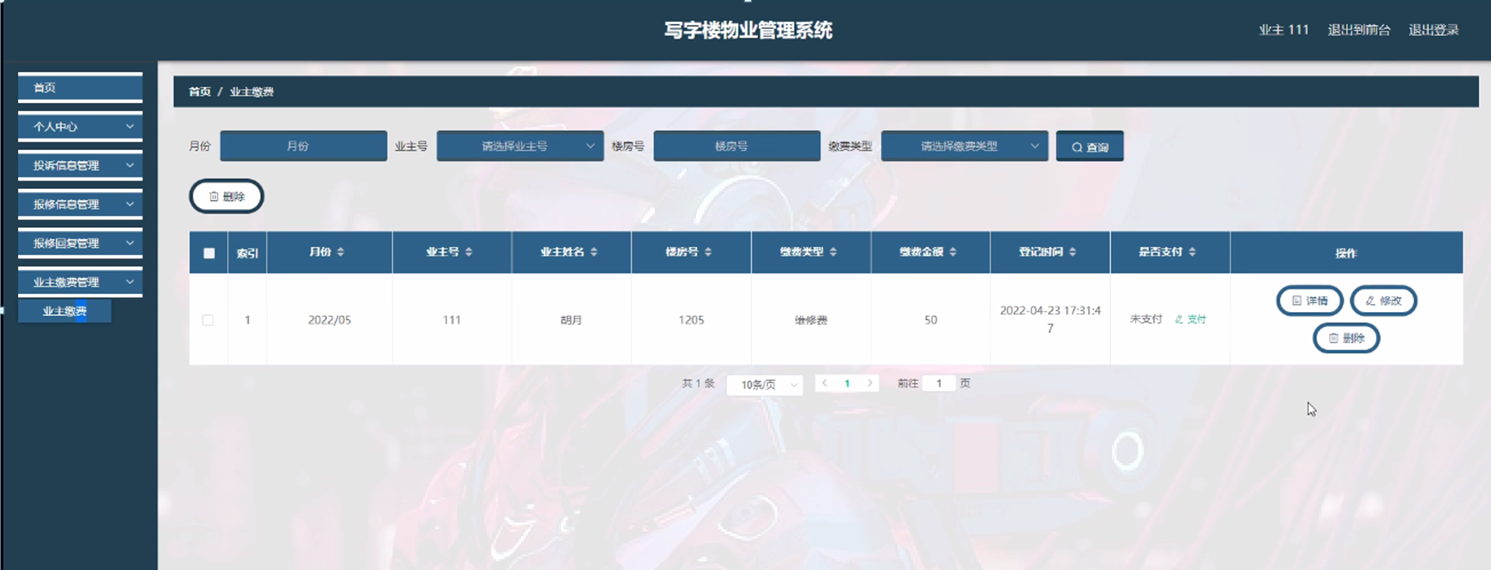 写字楼物业管理系统
业主 111 退出到前台 退出登录
首页
个人中心
投诉信息管理
报修信息管理
报修回复管理
业主缴费管理
业主缴费
首页 / 业主缴费
月份 月份 业主号 请选择业主号 楼房号 楼房号 缴费类型 请选择缴费类型 查询
删除
索引 月份 业主号 业主姓名 楼房号 缴费类型 缴费金额 登记时间 是否支付 操作
1 2022/05 111 胡月 1205 维修费 50 2022-04-23 17:31:4
7 未支付 支付 详情 修改
删除
共 1 条 10条/页 1 前往 1 页